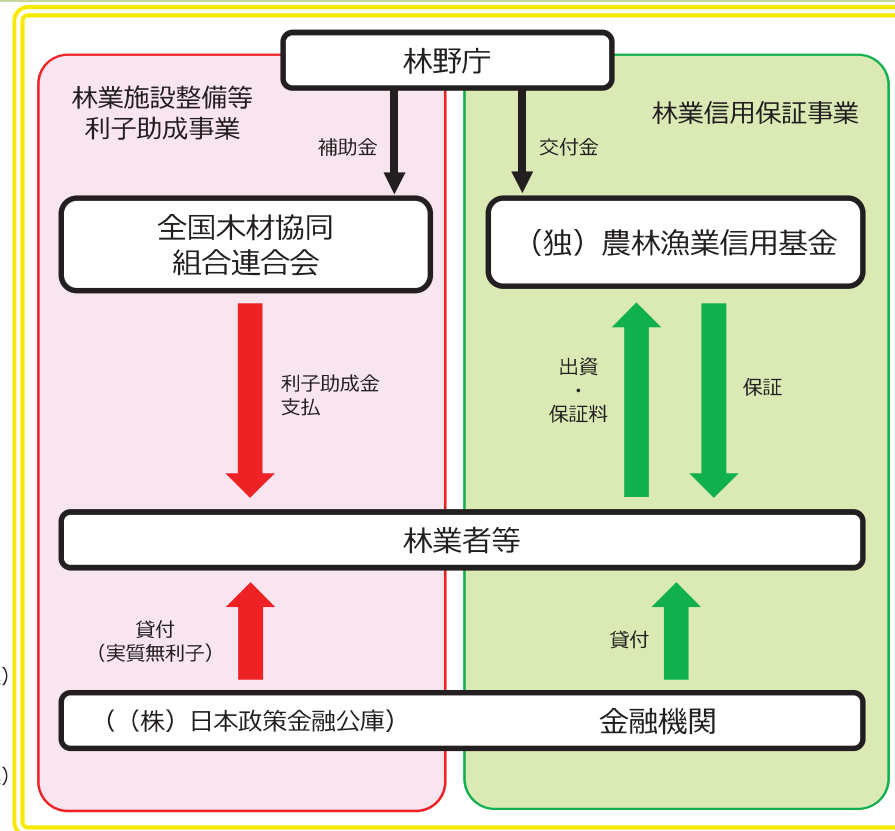 林野庁
林業施設整備等
利子助成事業
林業信用保証事業
補助金
交付金
全国木材協同
組合連合会
（独）農林漁業信用基金
利子助成金
支払
出資
・
保証料
保証
林業者等
貸付
（実質無利子）
貸付
（（株）日本政策金融公庫）
金融機関
）
）